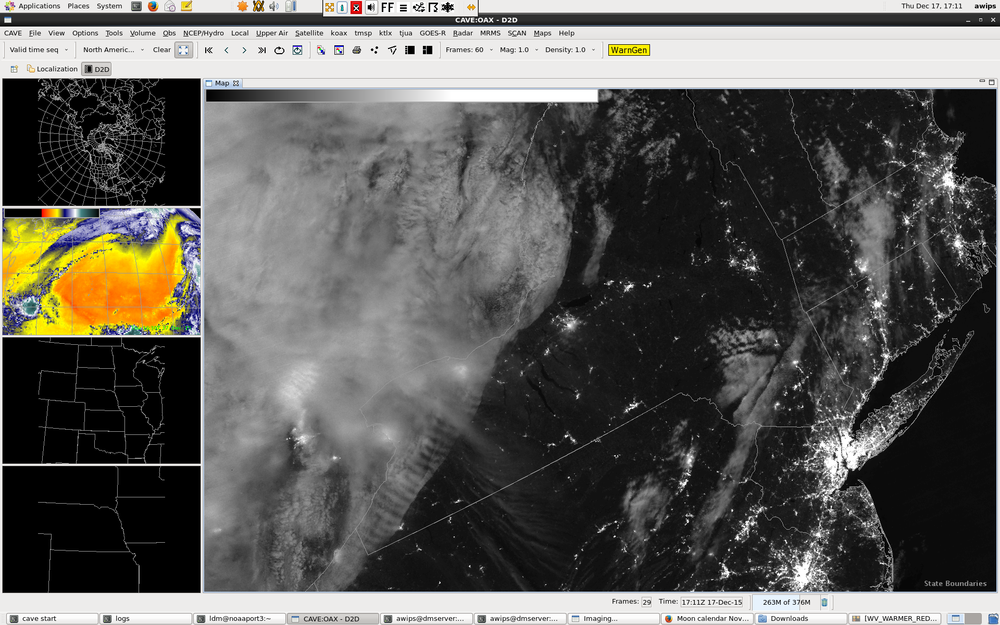 Applications Places System
FF
Thu Dec 17, 17:11 awips
CAVE:OAX - D2D
CAVE File View Options Tools Volume Obs NCEP/Hydro Local Upper Air Satellite koax tmsp ktlx tjua GOES-R Radar MRMS SCAN Maps Help
Valid time seq North Americ... Clear Frames: 60 Mag: 1.0 Density: 1.0 WarnGen
Localization D2D
Map
State Boundaries
Frames: 29 Time: 17:11Z 17-Dec-15 263M of 376M
cave start logs ldm@noaaport3:~ CAVE:OAX - D2D awips@dmserver:... awips@dmserver:... Imaging... Moon calendar Nov... Downloads [WV_WARMER_RED...